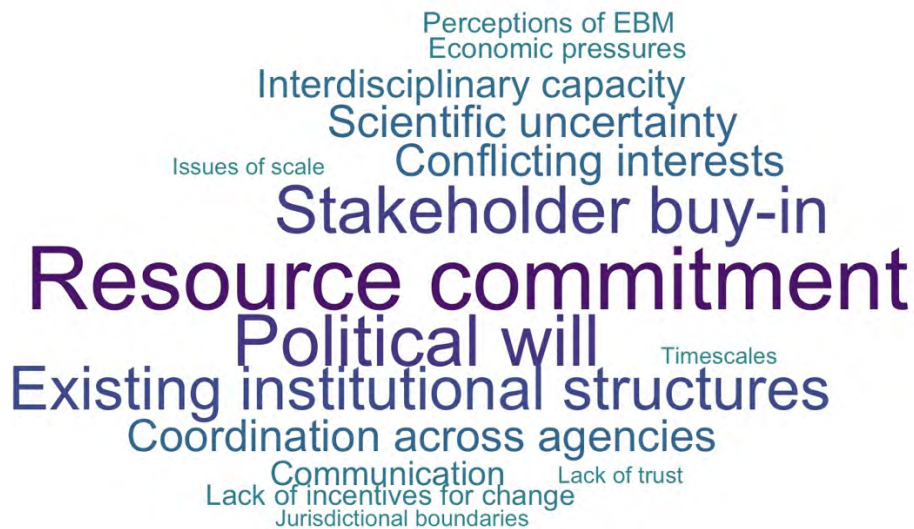 Perceptions of EBM
Economic pressures
Interdisciplinary capacity
Scientific uncertainty
Issues of scale
Conflicting interests
Stakeholder buy-in
Resource commitment
Political will
Timescales
Existing institutional structures
Coordination across agencies
Communication
Lack of trust
Lack of incentives for change
Jurisdictional boundaries